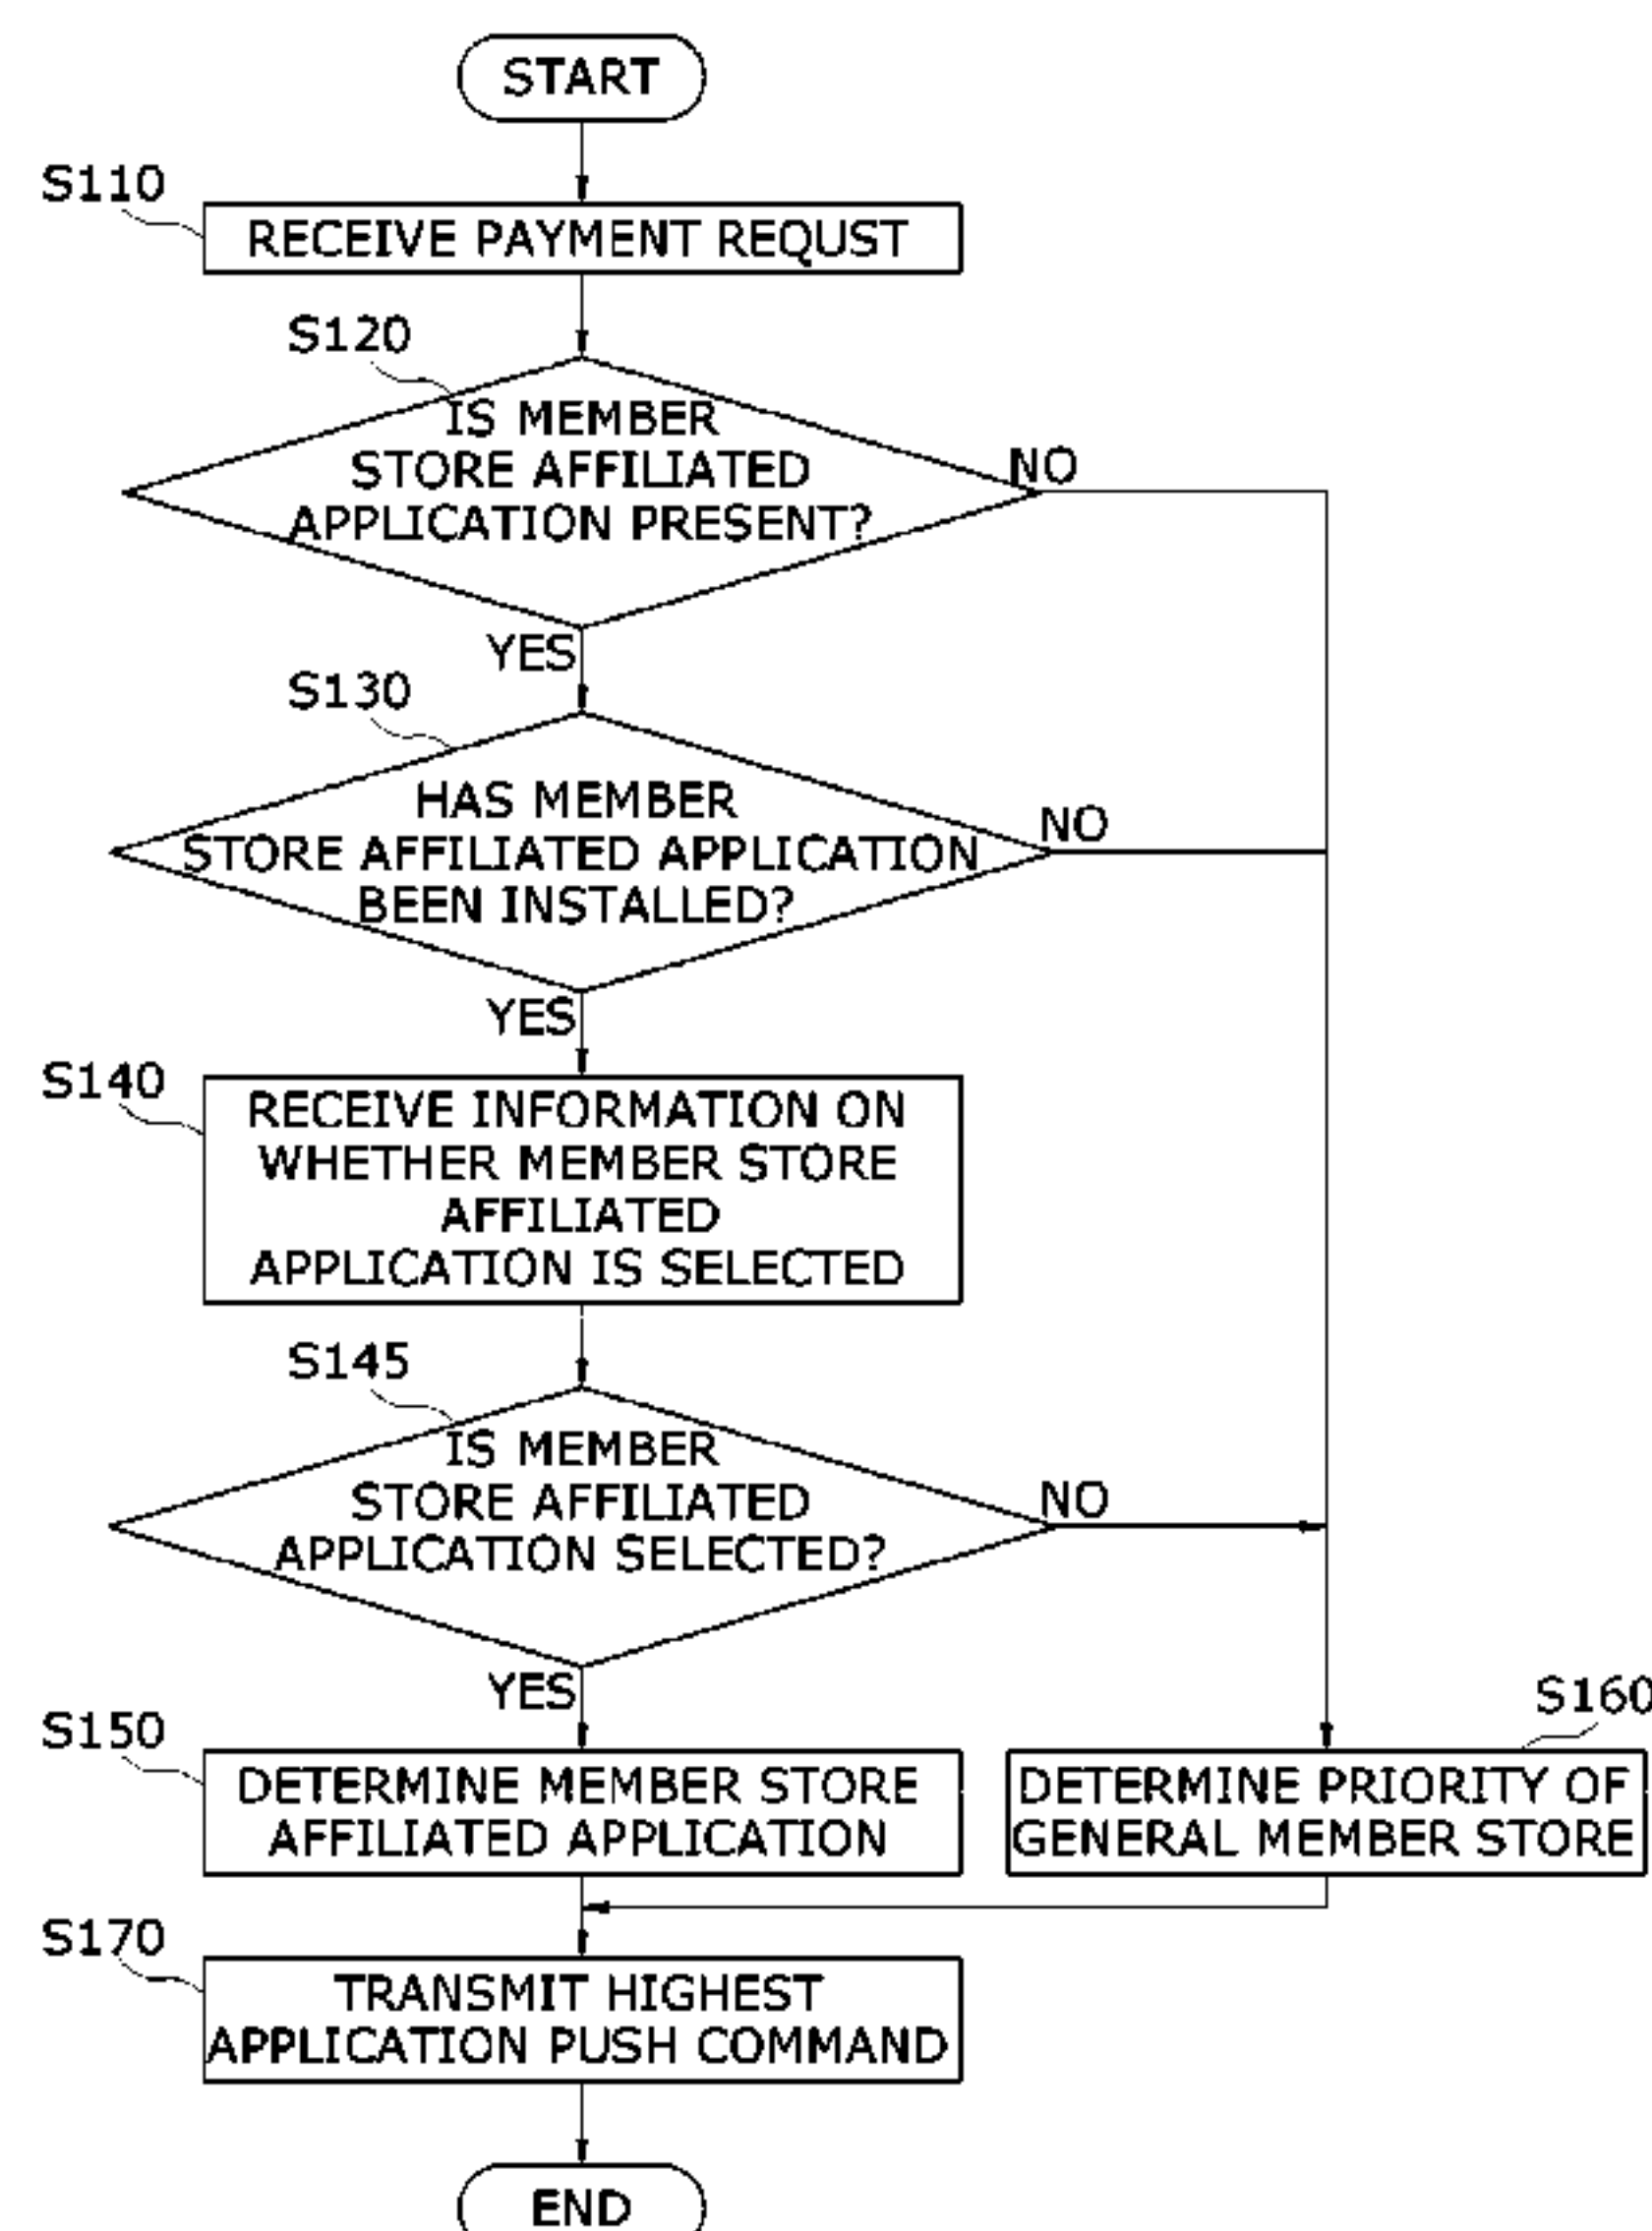 START
S110
RECEIVE PAYMENT REQUST
S120
IS MEMBER
STORE AFFILIATED
APPLICATION PRESENT?
NO
YES
S130
HAS MEMBER
STORE AFFILIATED APPLICATION
BEEN INSTALLED?
NO
YES
S140
RECEIVE INFORMATION ON
WHETHER MEMBER STORE
AFFILIATED
APPLICATION IS SELECTED
S145
IS MEMBER
STORE AFFILIATED
APPLICATION SELECTED?
NO
YES
S150
DETERMINE MEMBER STORE
AFFILIATED APPLICATION
S160
DETERMINE PRIORITY OF
GENERAL MEMBER STORE
S170
TRANSMIT HIGHEST
APPLICATION PUSH COMMAND
END